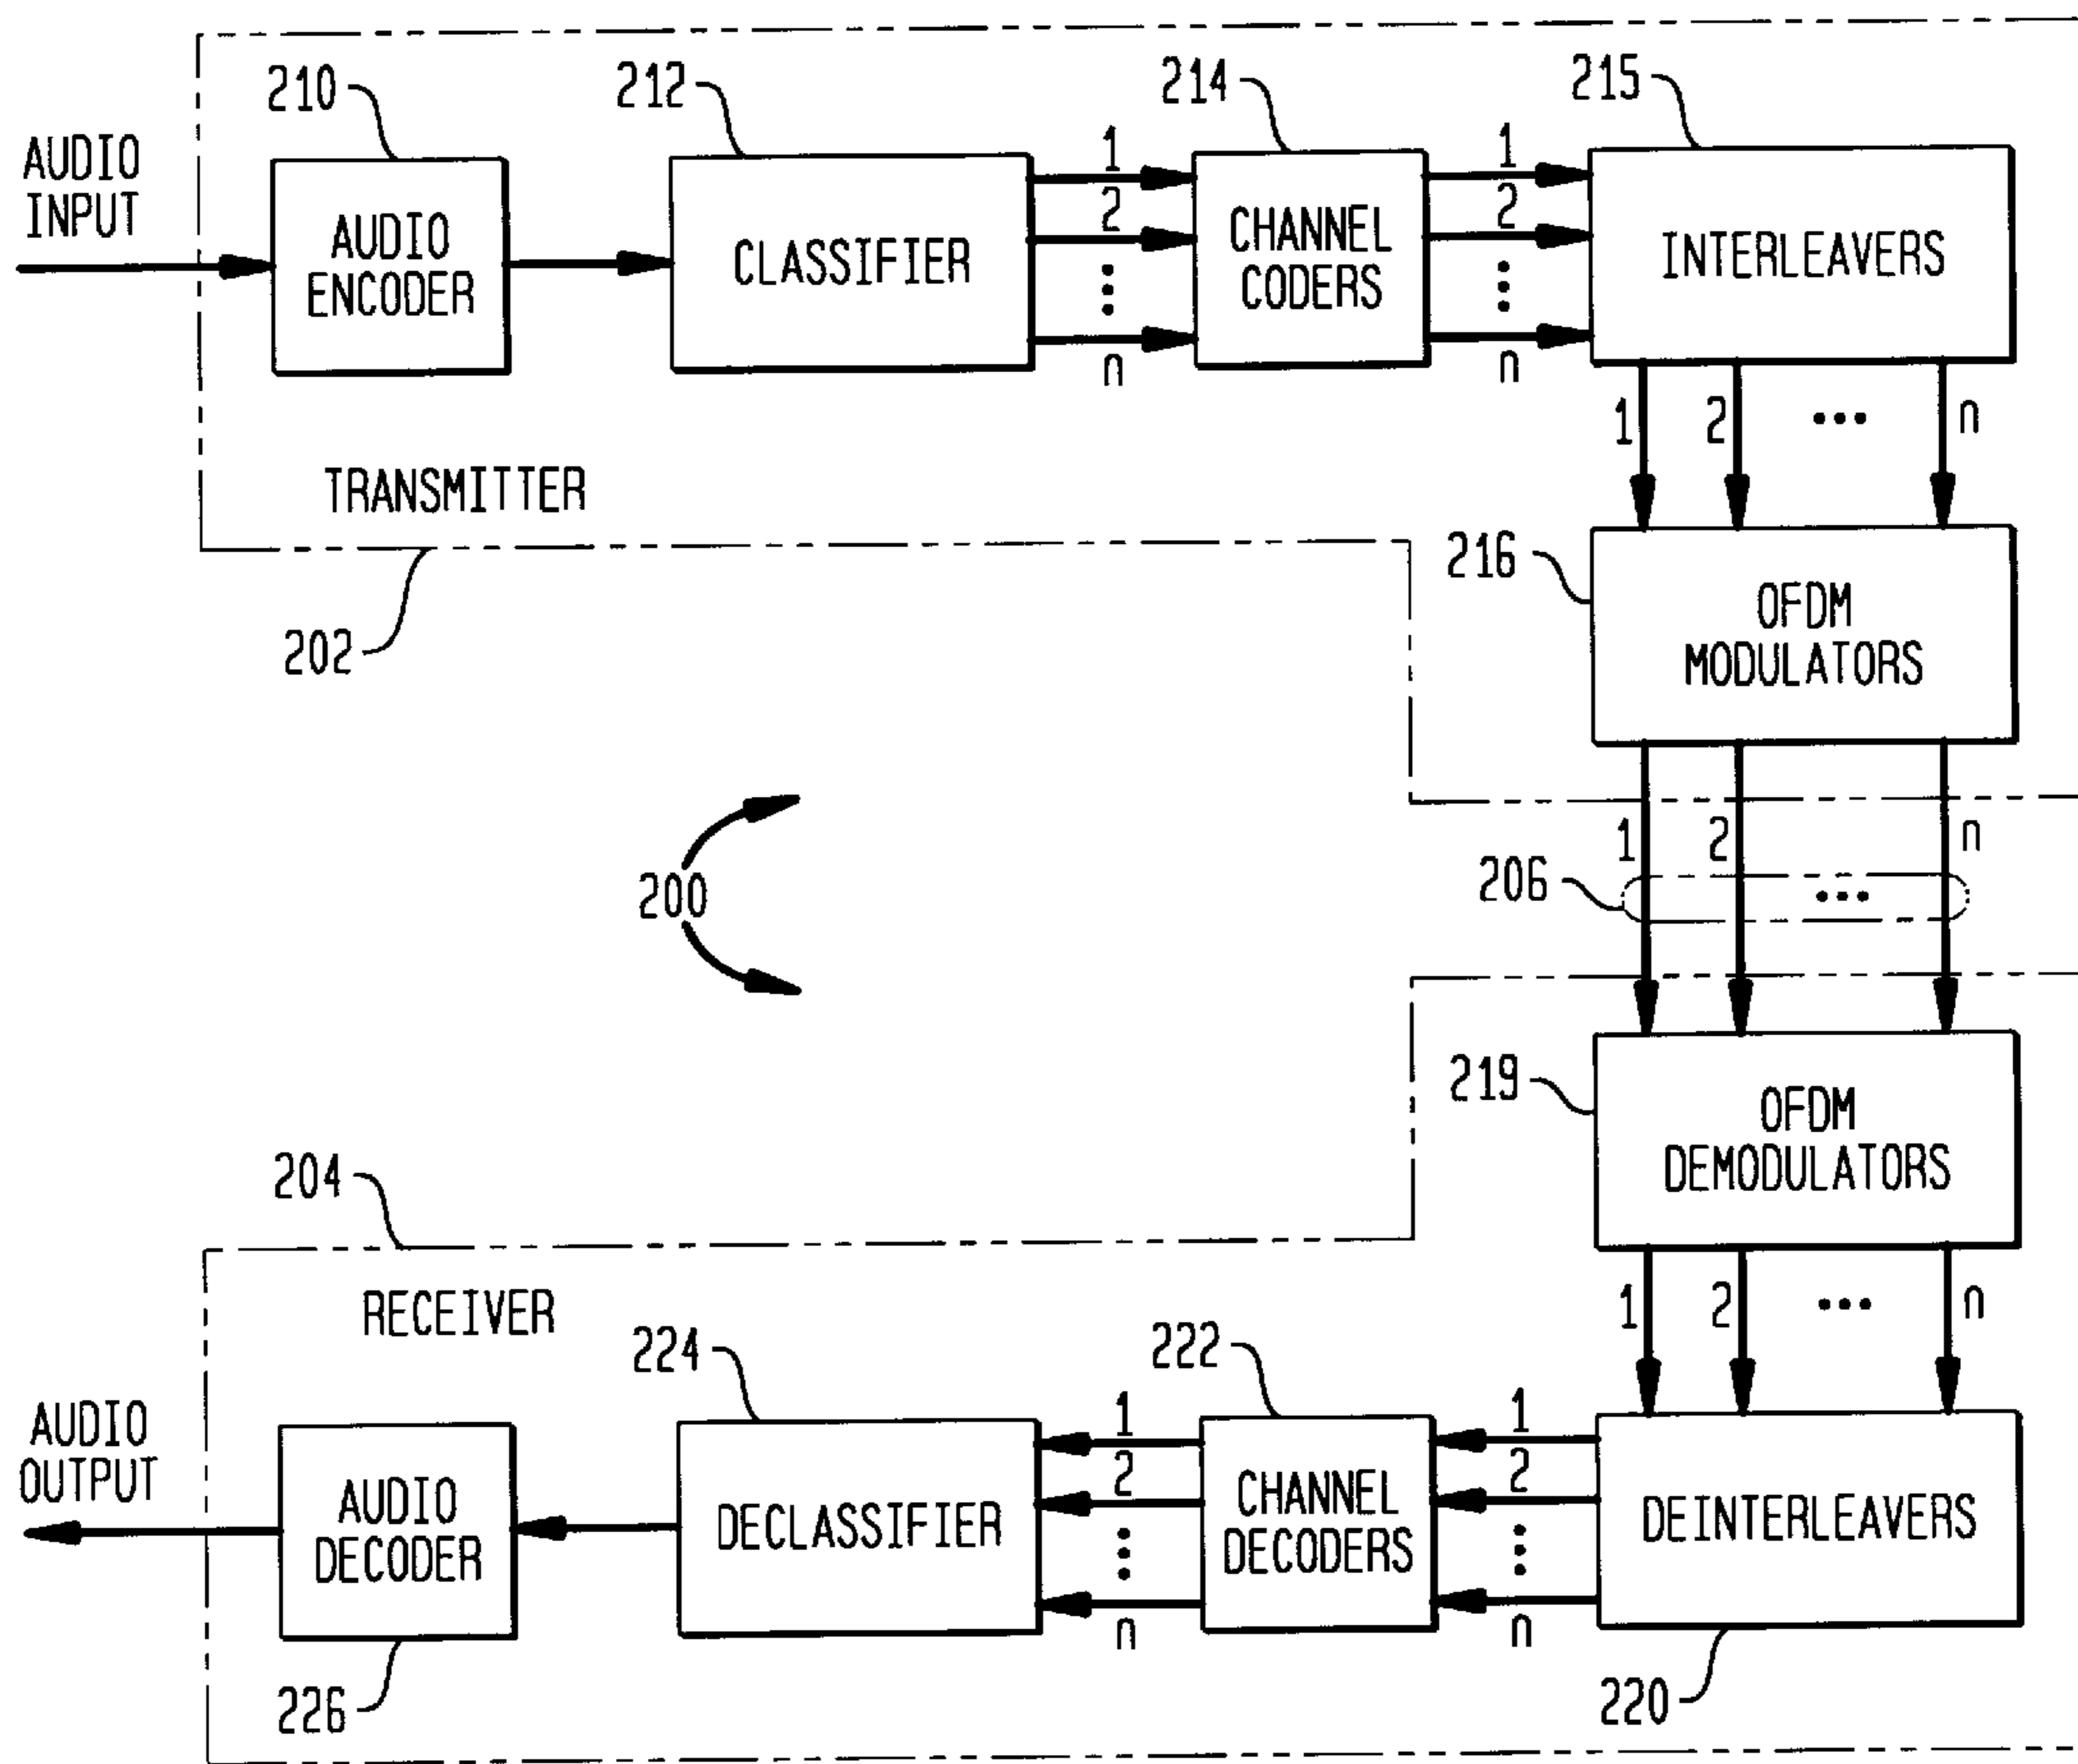 210
212
214
215
AUDIO
INPUT
AUDIO
ENCODER
CLASSIFIER
1
2
n
CHANNEL
CODERS
1
2
n
INTERLEAVERS
1
2
n
TRANSMITTER
202
216
OFDM
MODULATORS
1
2
n
206
200
219
OFDM
DEMODULATORS
1
2
n
204
RECEIVER
224
222
AUDIO
OUTPUT
AUDIO
DECODER
DECLASSIFIER
1
2
n
CHANNEL
DECODERS
1
2
n
DEINTERLEAVERS
226
220